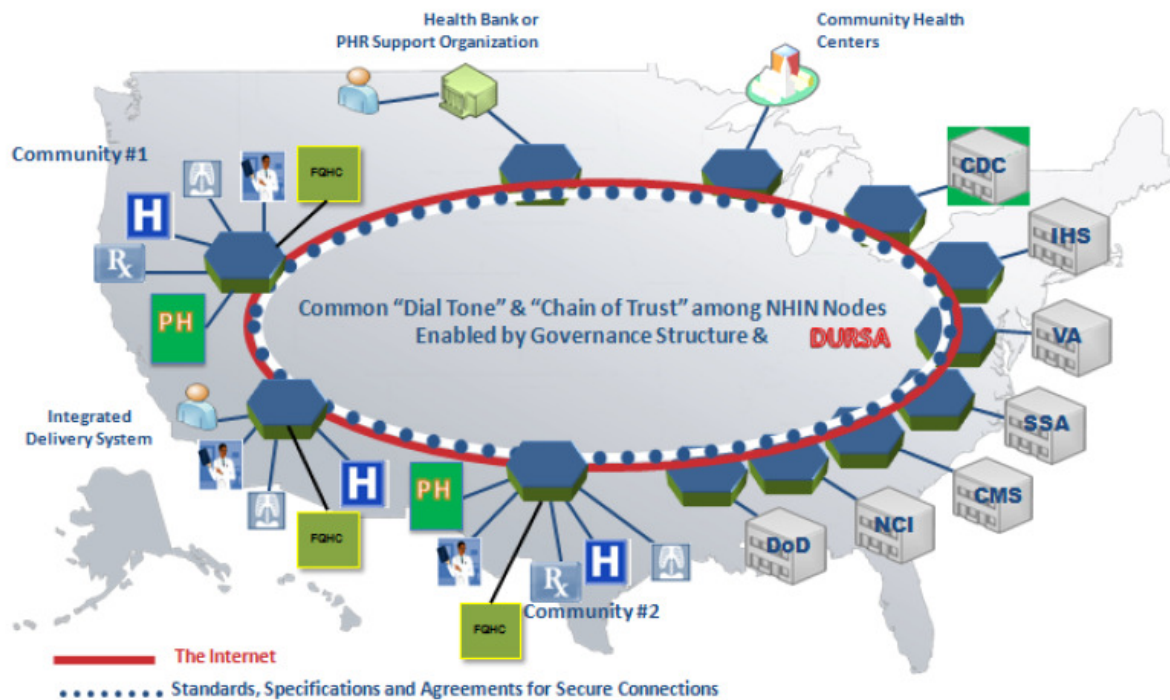 Health Bank or
PHR Support Organization
Community Health
Centers
Community #1
FQHC
CDC
H
IHS
Rx
PH
Common “Dial Tone” & “Chain of Trust” among NHIN Nodes
Enabled by Governance Structure & DURSA
VA
Integrated
Delivery System
SSA
H
PH
CMS
NCI
FQHC
DoD
H
Rx
Community #2
FQHC
The Internet
Standards, Specifications and Agreements for Secure Connections